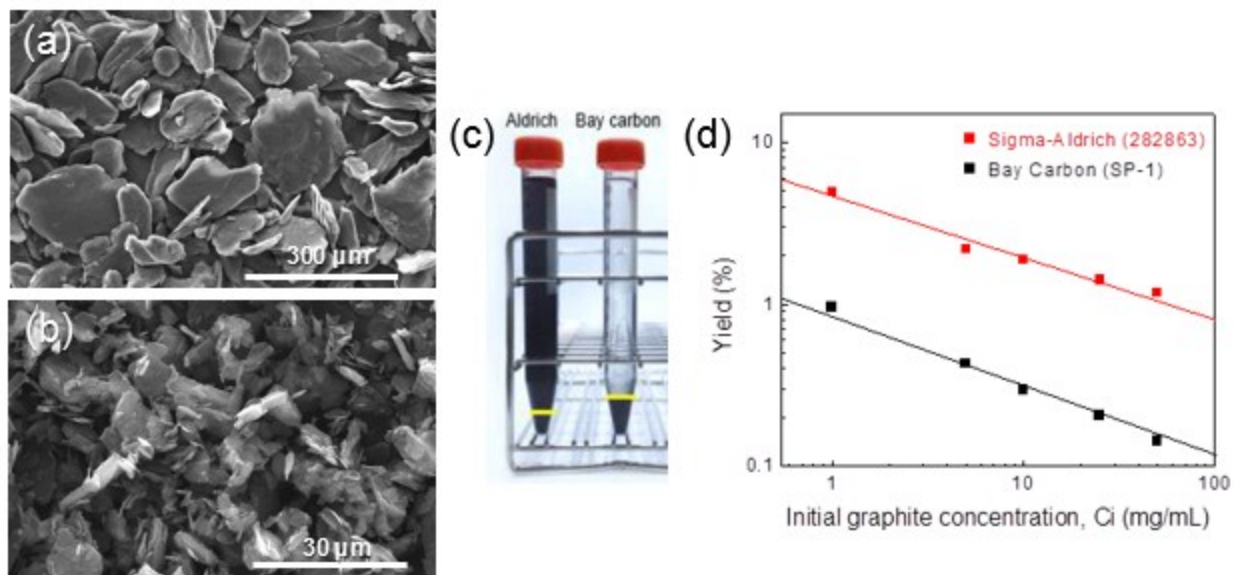 (a)
300 µm
(b)
30 µm
(c)
Aldrich Bay carbon
(d)
Sigma-Aldrich (282863)
Bay Carbon (SP-1)
10
1
0.1
Yield (%)
1 10 100
Initial graphite concentration, Ci (mg/mL)